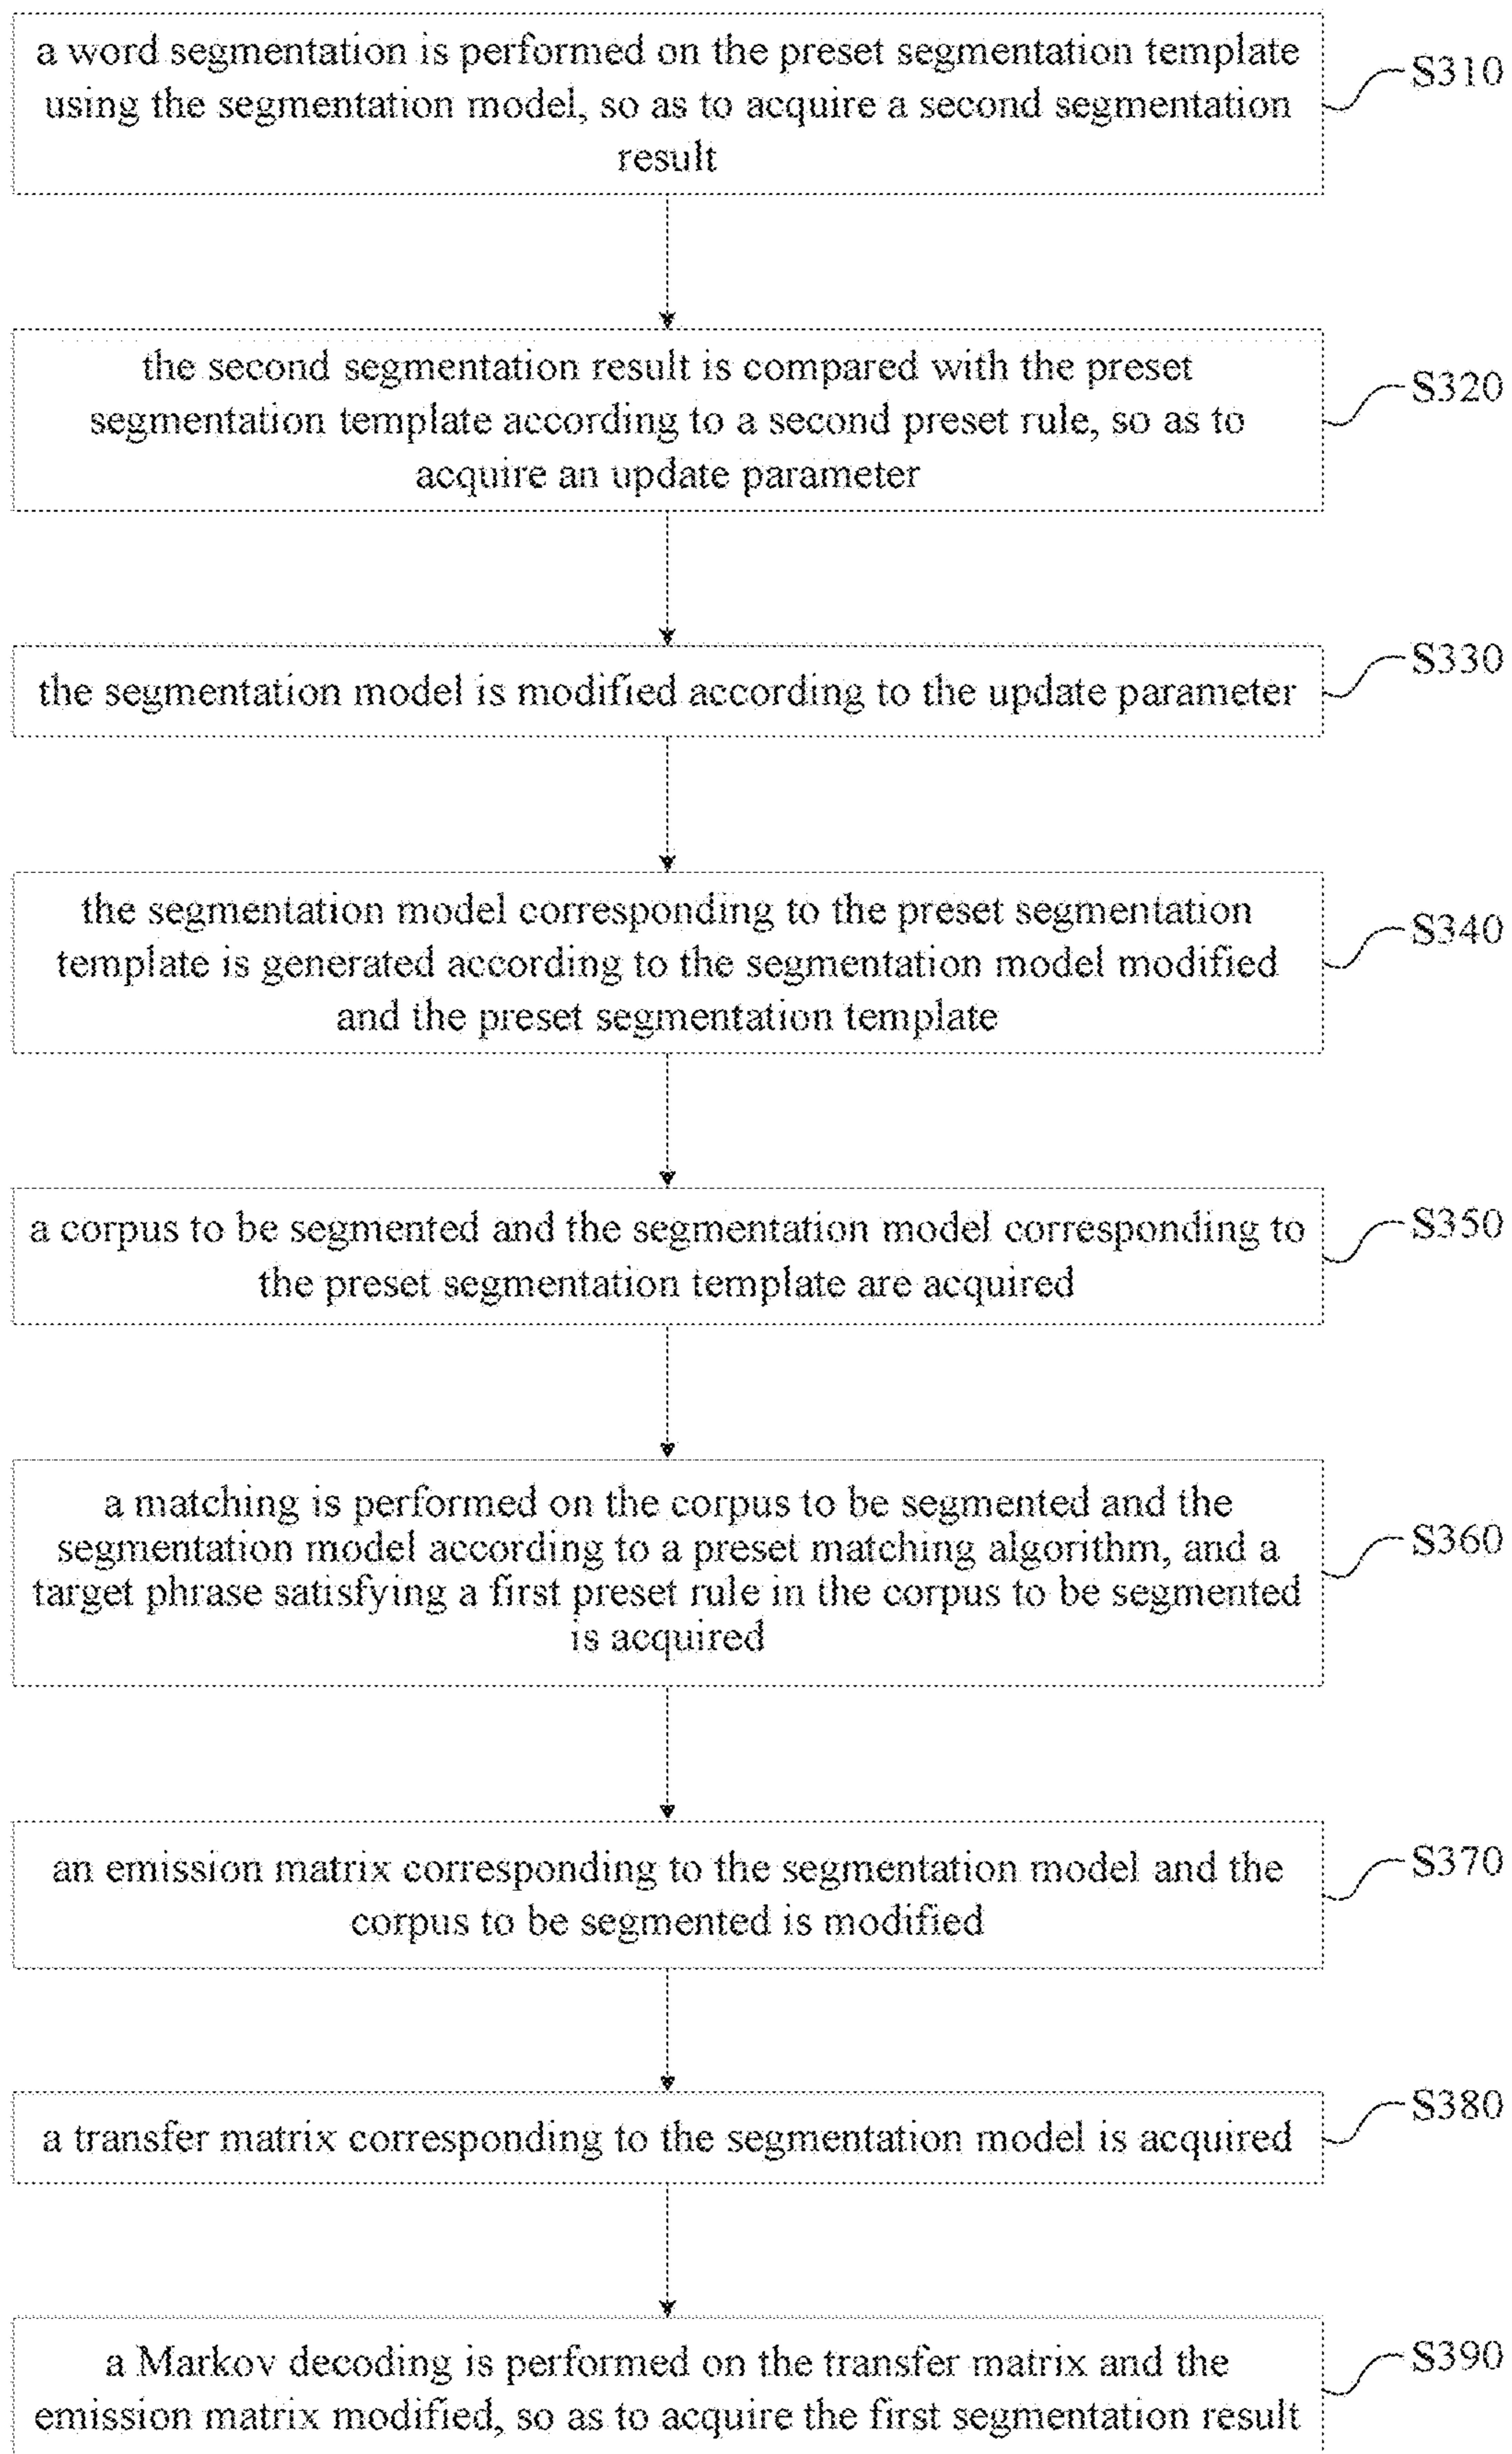 a word segmentation is performed on the preset segmentation template
using the segmentation model, so as to acquire a second segmentation
result
S310
the second segmentation result is compared with the preset
segmentation template according to a second preset rule, so as to
acquire an update parameter
S320
the segmentation model is modified according to the update parameter
S330
the segmentation model corresponding to the preset segmentation
template is generated according to the segmentation model modified
and the preset segmentation template
S340
a corpus to be segmented and the segmentation model corresponding to
the preset segmentation template are acquired
S350
a matching is performed on the corpus to be segmented and the
segmentation model according to a preset matching algorithm, and a
target phrase satisfying a first preset rule in the corpus to be segmented
is acquired
S360
an emission matrix corresponding to the segmentation model and the
corpus to be segmented is modified
S370
a transfer matrix corresponding to the segmentation model is acquired
S380
a Markov decoding is performed on the transfer matrix and the
emission matrix modified, so as to acquire the first segmentation result
S390